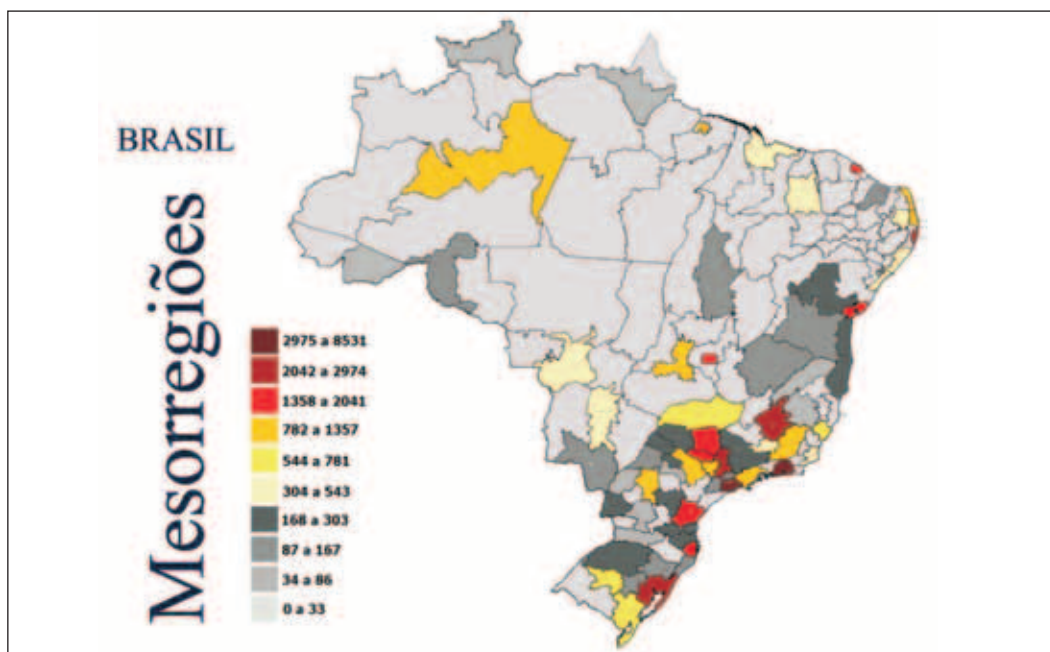 BRASIL
Mesorregiões
2975 a 8531
2042 a 2974
1358 a 2041
782 a 1357
544 a 781
304 a 543
168 a 303
87 a 167
34 a 86
0 a 33